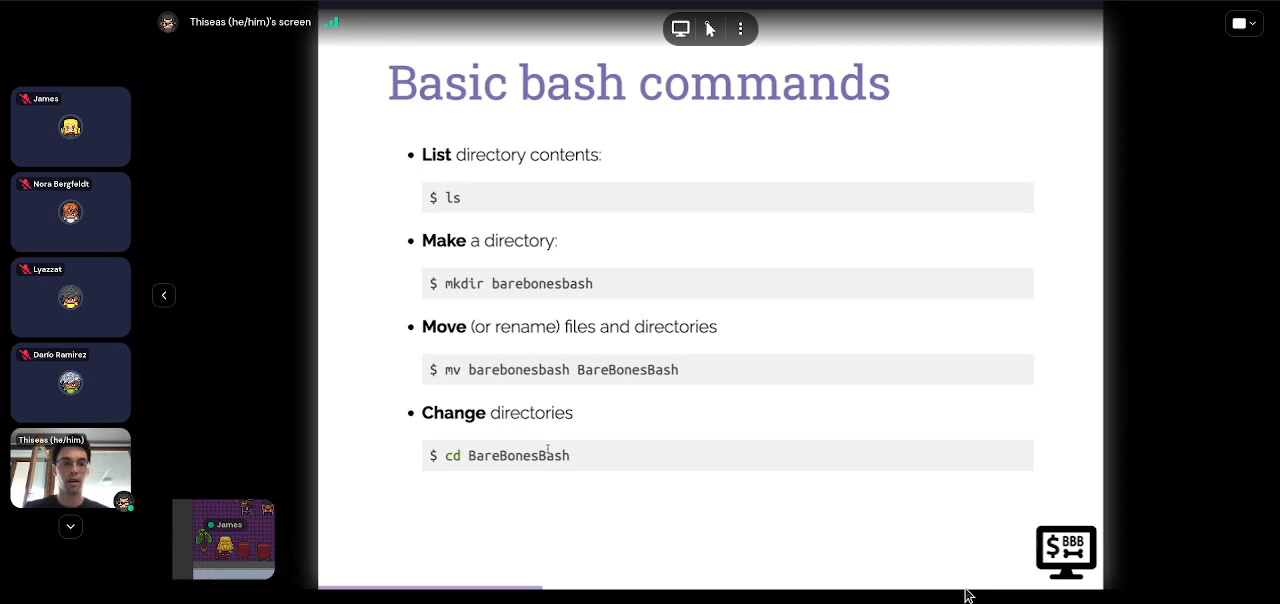 Thiseas (he/him)'s screen
James
Nora Bergfeldt
Lyazzat
Darío Ramirez
Thiseas (he/him)
James
Basic bash commands
• List directory contents:
$ ls
• Make a directory:
$ mkdir barebonesbash
• Move (or rename) files and directories
$ mv barebonesbash BareBonesBash
• Change directories
$ cd BareBonesBash
$ BBB